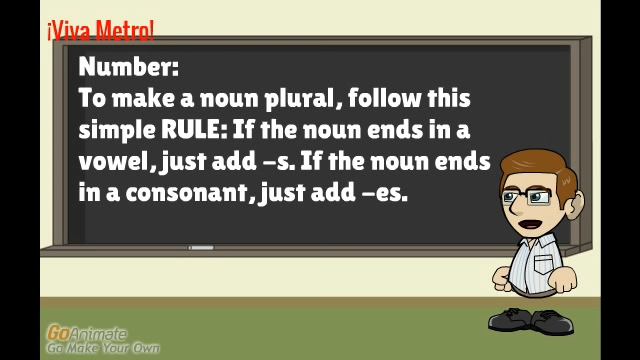 ¡Viva Metro!
Number:
To make a noun plural, follow this
simple RULE: If the noun ends in a
vowel, just add -s. If the noun ends
in a consonant, just add -es.
GoAnimate
Go Make Your Own